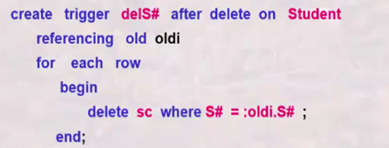 create trigger delS# after delete on Student
referencing old oldi
for each row
begin
delete sc where S# = :oldi.S# ;
end;